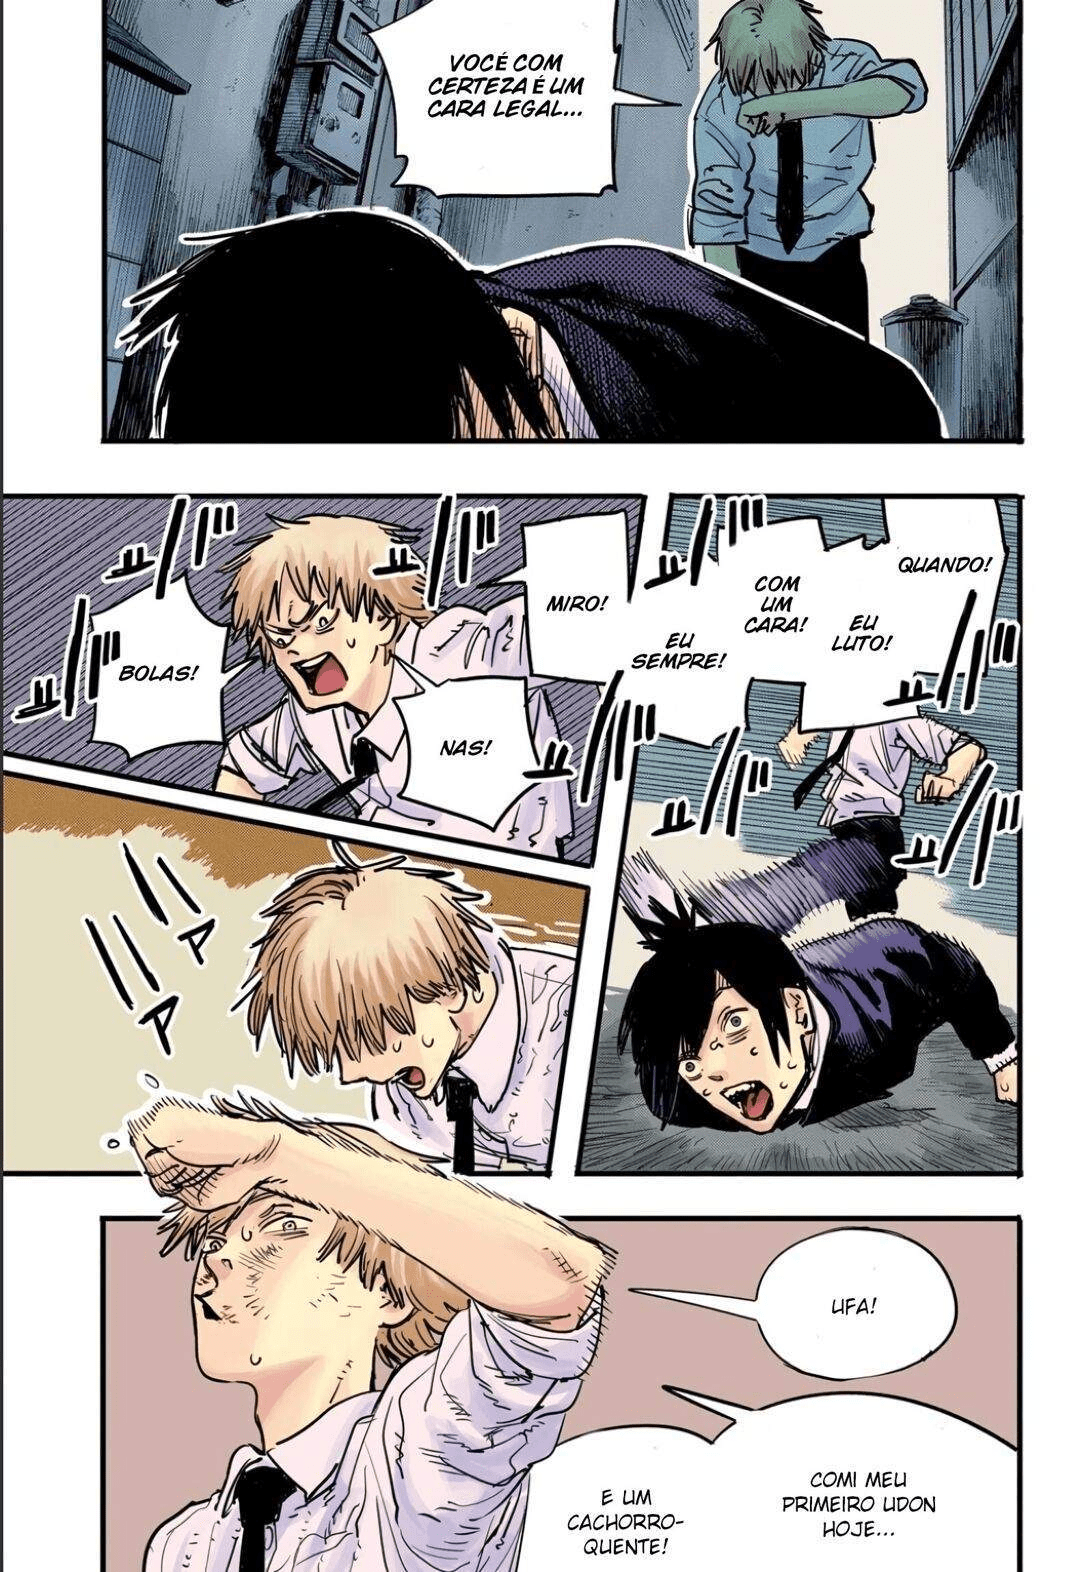 VOCÊ COM
CERTEZA É UM
CARA LEGAL...
QUANDO!
EU
LUTO!
COM
UM
CARA!
EU
SEMPRE!
MIRO!
NAS!
BOLAS!
UFA!
COMI MEU
PRIMEIRO UDON
HOJE...
E UM
CACHORRO-
QUENTE!